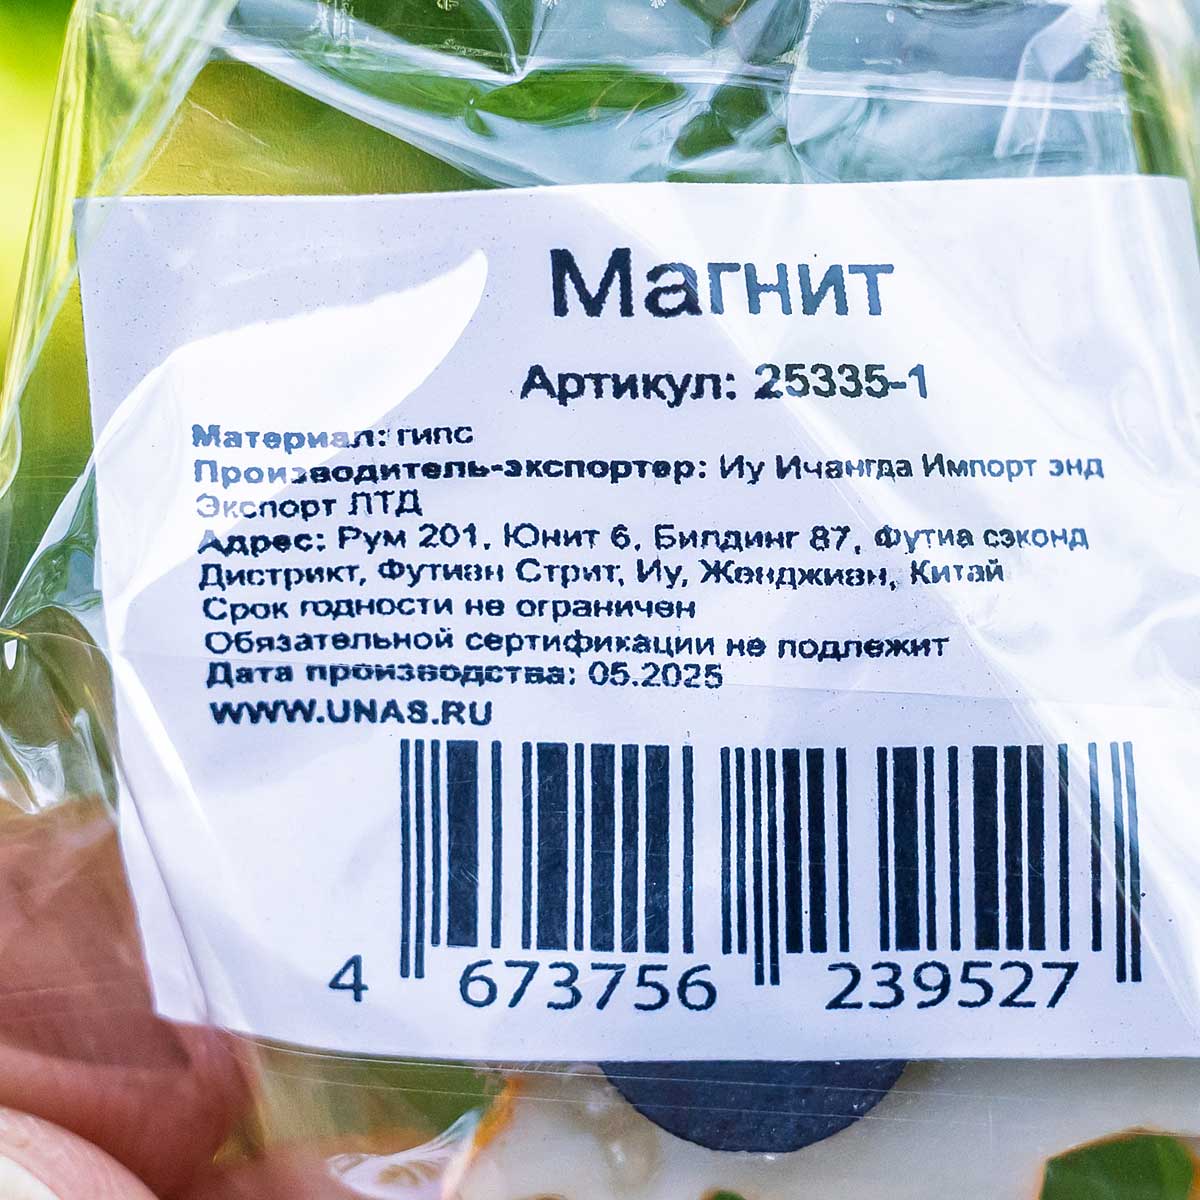 Магнит
Артикул: 25335-1
Материал: гипс
Производитель-экспортер: Иу Ичангда Импорт энд
Экспорт ЛТД
Адрес: Рум 201, Юнит 6, Билдинг 87, Футиа сэконд
Дистрикт, Футиан Стрит, Иу, Женджиан, Китай
Срок годности не ограничен
Обязательной сертификации не подлежит
Дата производства: 05.2025
WWW.UNAS.RU
4 673756 239527